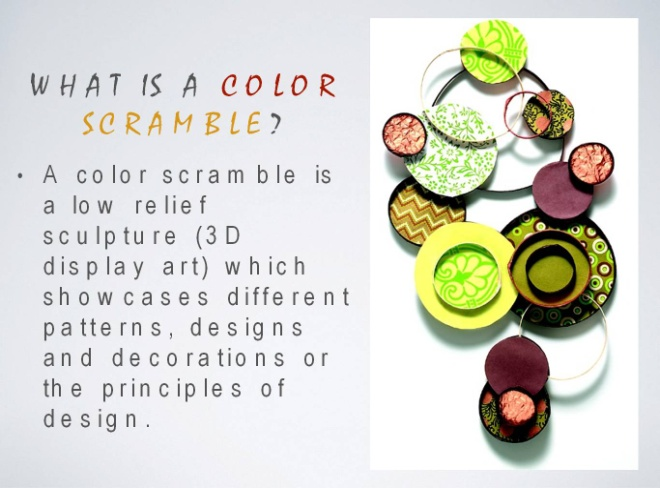 WHAT IS A COLOR
SCRAMBLE?
• A color scramble is
a low relief
sculpture (3D
display art) which
showcases different
patterns, designs
and decorations or
the principles of
design.